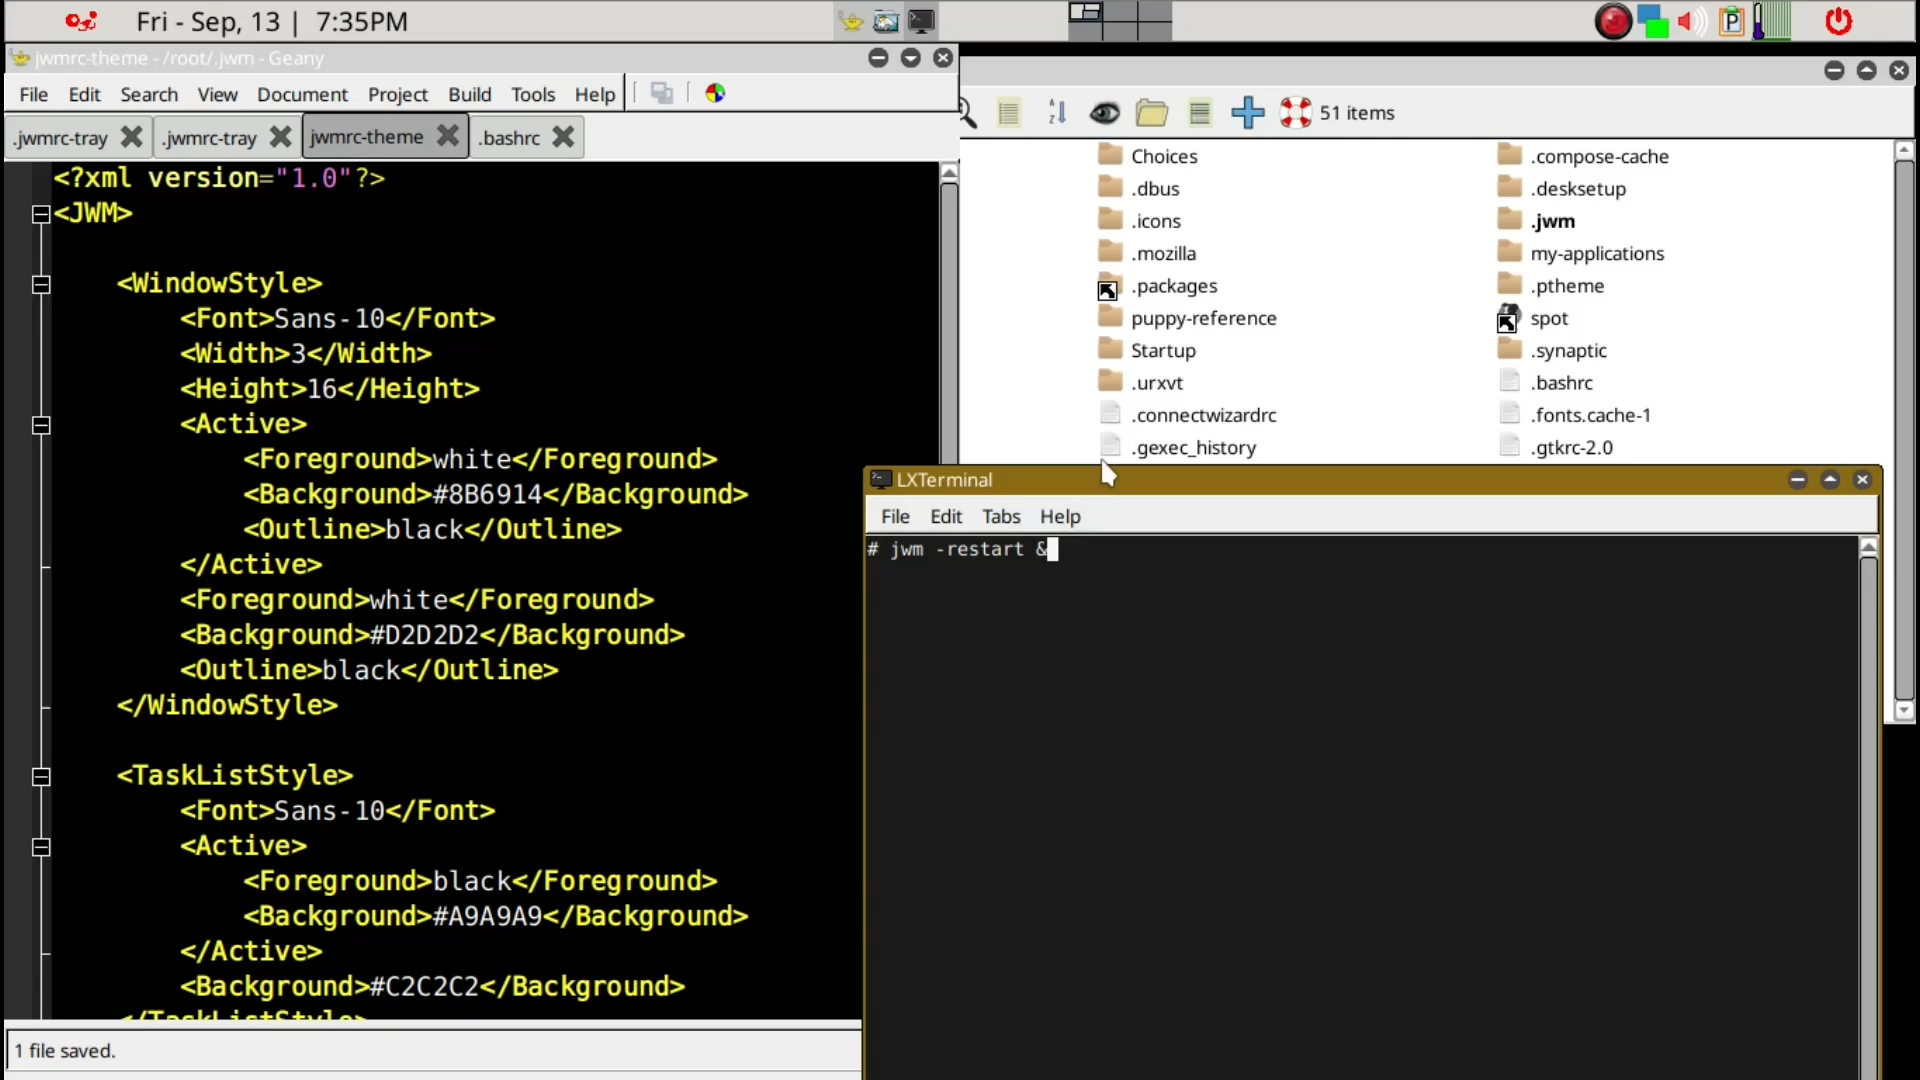 Fri - Sep, 13 | 7:35PM
P
jwmrc-theme - /root/.jwm - Geany
File Edit Search View Document Project Build Tools Help
.jwmrc-tray .jwmrc-tray jwmrc-theme .bashrc
<?xml version="1.0"?>
<JWM>
<WindowStyle>
<Font>Sans-10</Font>
<Width>3</Width>
<Height>16</Height>
<Active>
<Foreground>white</Foreground>
<Background>#8B6914</Background>
<Outline>black</Outline>
</Active>
<Foreground>white</Foreground>
<Background>#D2D2D2</Background>
<Outline>black</Outline>
</WindowStyle>
<TaskListStyle>
<Font>Sans-10</Font>
<Active>
<Foreground>black</Foreground>
<Background>#A9A9A9</Background>
</Active>
<Background>#C2C2C2</Background>
</TaskListStyle>
1 file saved.
51 items
Choices .compose-cache
.dbus .desksetup
.icons .jwm
.mozilla my-applications
.packages .ptheme
puppy-reference spot
Startup .synaptic
.urxvt .bashrc
.connectwizardrc .fonts.cache-1
.gexec_history .gtkrc-2.0
LXTerminal
File Edit Tabs Help
# jwm -restart &